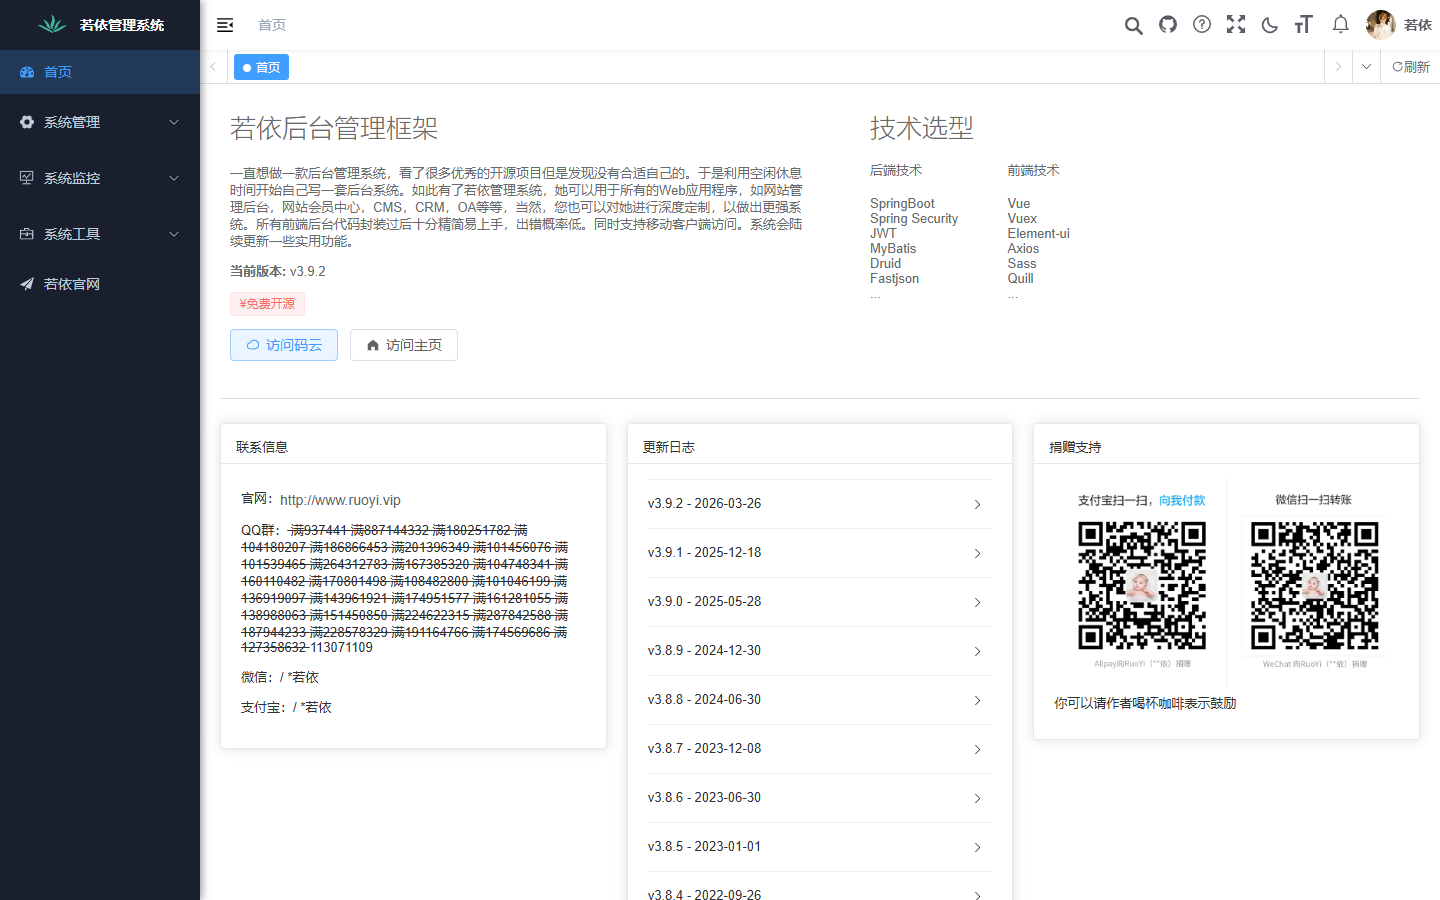 若依管理系统
首页
系统管理
系统监控
系统工具
若依官网
首页
若依
首页
刷新
若依后台管理框架
一直想做一款后台管理系统，看了很多优秀的开源项目但是发现没有合适自己的。于是利用空闲休息
时间开始自己写一套后台系统。如此有了若依管理系统，她可以用于所有的Web应用程序，如网站管
理后台，网站会员中心，CMS，CRM，OA等等，当然，您也可以对她进行深度定制，以做出更强系
统。所有前端后台代码封装过后十分精简易上手，出错概率低。同时支持移动客户端访问。系统会陆
续更新一些实用功能。
当前版本: v3.9.2
¥免费开源
访问码云
访问主页
技术选型
后端技术
SpringBoot
Spring Security
JWT
MyBatis
Druid
Fastjson
...
前端技术
Vue
Vuex
Element-ui
Axios
Sass
Quill
...
联系信息
官网：http://www.ruoyi.vip
QQ群：满937441 满887144332 满180251782 满
104180207 满186866453 满201396349 满101456076 满
101539465 满264312783 满167385320 满104748341 满
160110482 满170801498 满108482800 满101046199 满
136919097 满143961921 满174951577 满161281055 满
138988063 满151450850 满224622315 满287842588 满
187944233 满228578329 满191164766 满174569686 满
127358632 113071109
微信：/ *若依
支付宝：/ *若依
更新日志
v3.9.2 - 2026-03-26
v3.9.1 - 2025-12-18
v3.9.0 - 2025-05-28
v3.8.9 - 2024-12-30
v3.8.8 - 2024-06-30
v3.8.7 - 2023-12-08
v3.8.6 - 2023-06-30
v3.8.5 - 2023-01-01
v3.8.4 - 2022-09-26
捐赠支持
支付宝扫一扫，向我付款
Alipay向RuoYi（**依）捐赠
微信扫一扫转账
WeChat 向RuoYi（**依）捐赠
你可以请作者喝杯咖啡表示鼓励